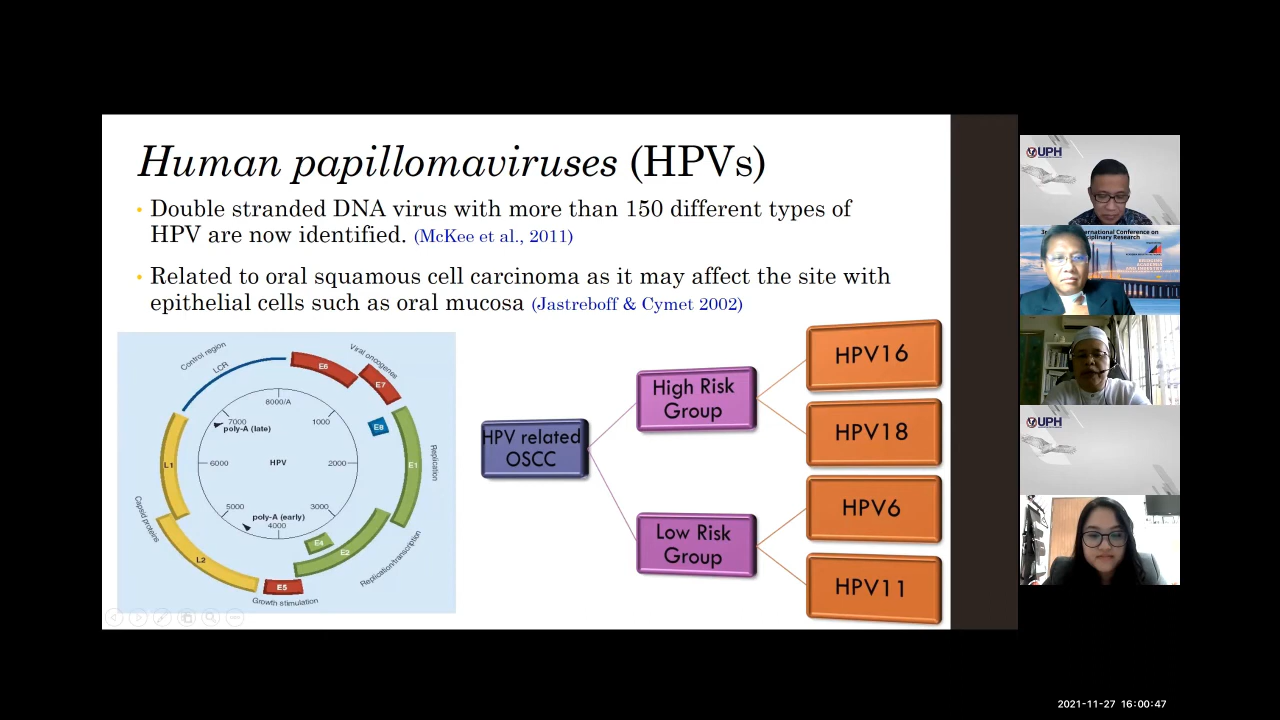 Human papillomaviruses (HPVs)
• Double stranded DNA virus with more than 150 different types of
HPV are now identified. (McKee et al., 2011)
• Related to oral squamous cell carcinoma as it may affect the site with
epithelial cells such as oral mucosa (Jastreboff & Cymet 2002)
Control region
LCR
Viral oncogenes
E6
E7
E8
E1
Replication
E2
E4
Replication/transcription
E5
Growth stimulation
L2
L1
Capsid proteins
8000/A
1000
2000
3000
4000
5000
6000
7000
poly-A (late)
HPV
poly-A (early)
HPV related
OSCC
High Risk
Group
Low Risk
Group
HPV16
HPV18
HPV6
HPV11
UPH
International Conference on
UPH
2021-11-27 16:00:47